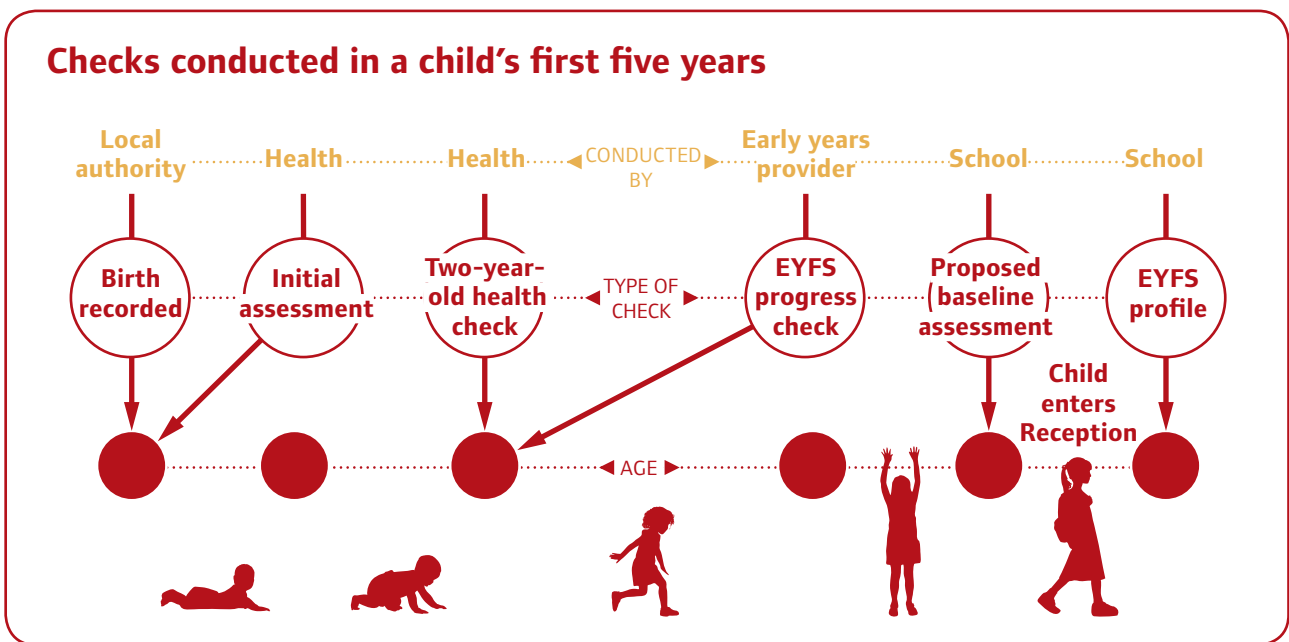 Checks conducted in a child's first five years
Local
authority
Health
Health
◄ CONDUCTED ►
BY
Early years
provider
School
School
Birth
recorded
Initial
assessment
Two-year-
old health
check
◄ TYPE OF ►
CHECK
EYFS
progress
check
Proposed
baseline
assessment
EYFS
profile
Child
enters
Reception
◄ AGE ►